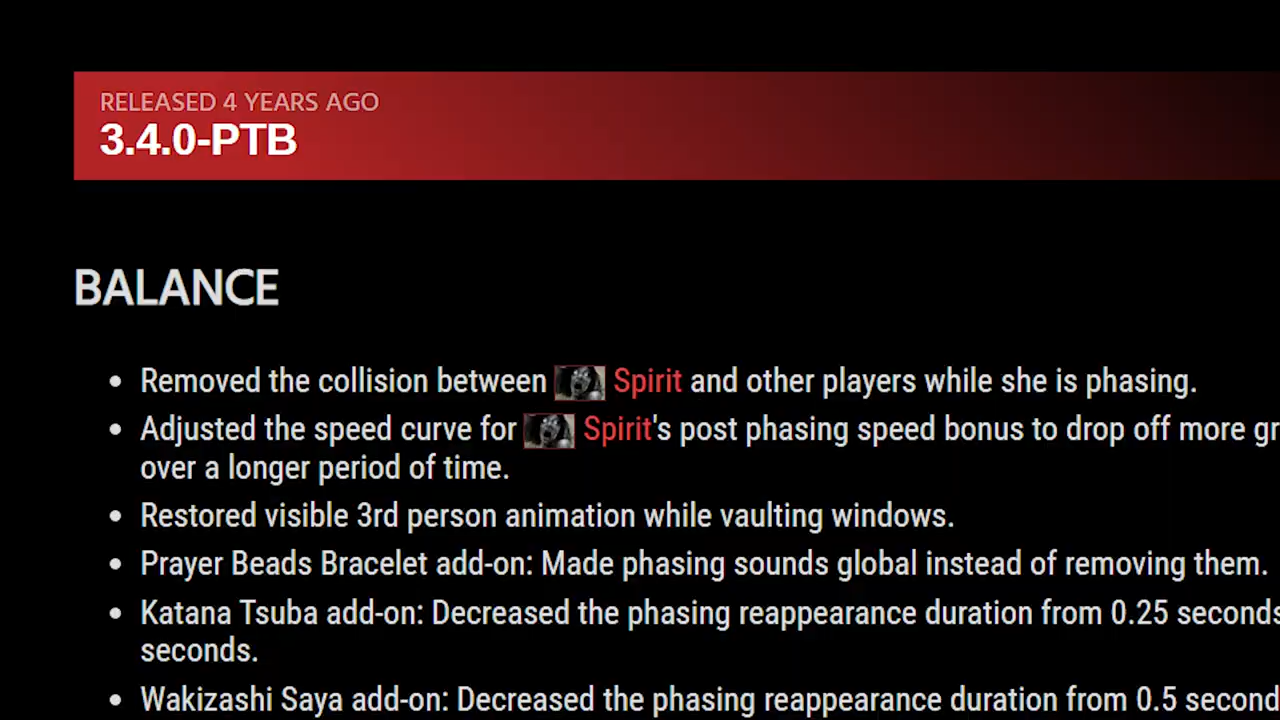 RELEASED 4 YEARS AGO
3.4.0-PTB
BALANCE
Removed the collision between Spirit and other players while she is phasing.
Adjusted the speed curve for Spirit's post phasing speed bonus to drop off more
over a longer period of time.
Restored visible 3rd person animation while vaulting windows.
Prayer Beads Bracelet add-on: Made phasing sounds global instead of removing them.
Katana Tsuba add-on: Decreased the phasing reappearance duration from 0.25 seconds
seconds.
Wakizashi Saya add-on: Decreased the phasing reappearance duration from 0.5 second